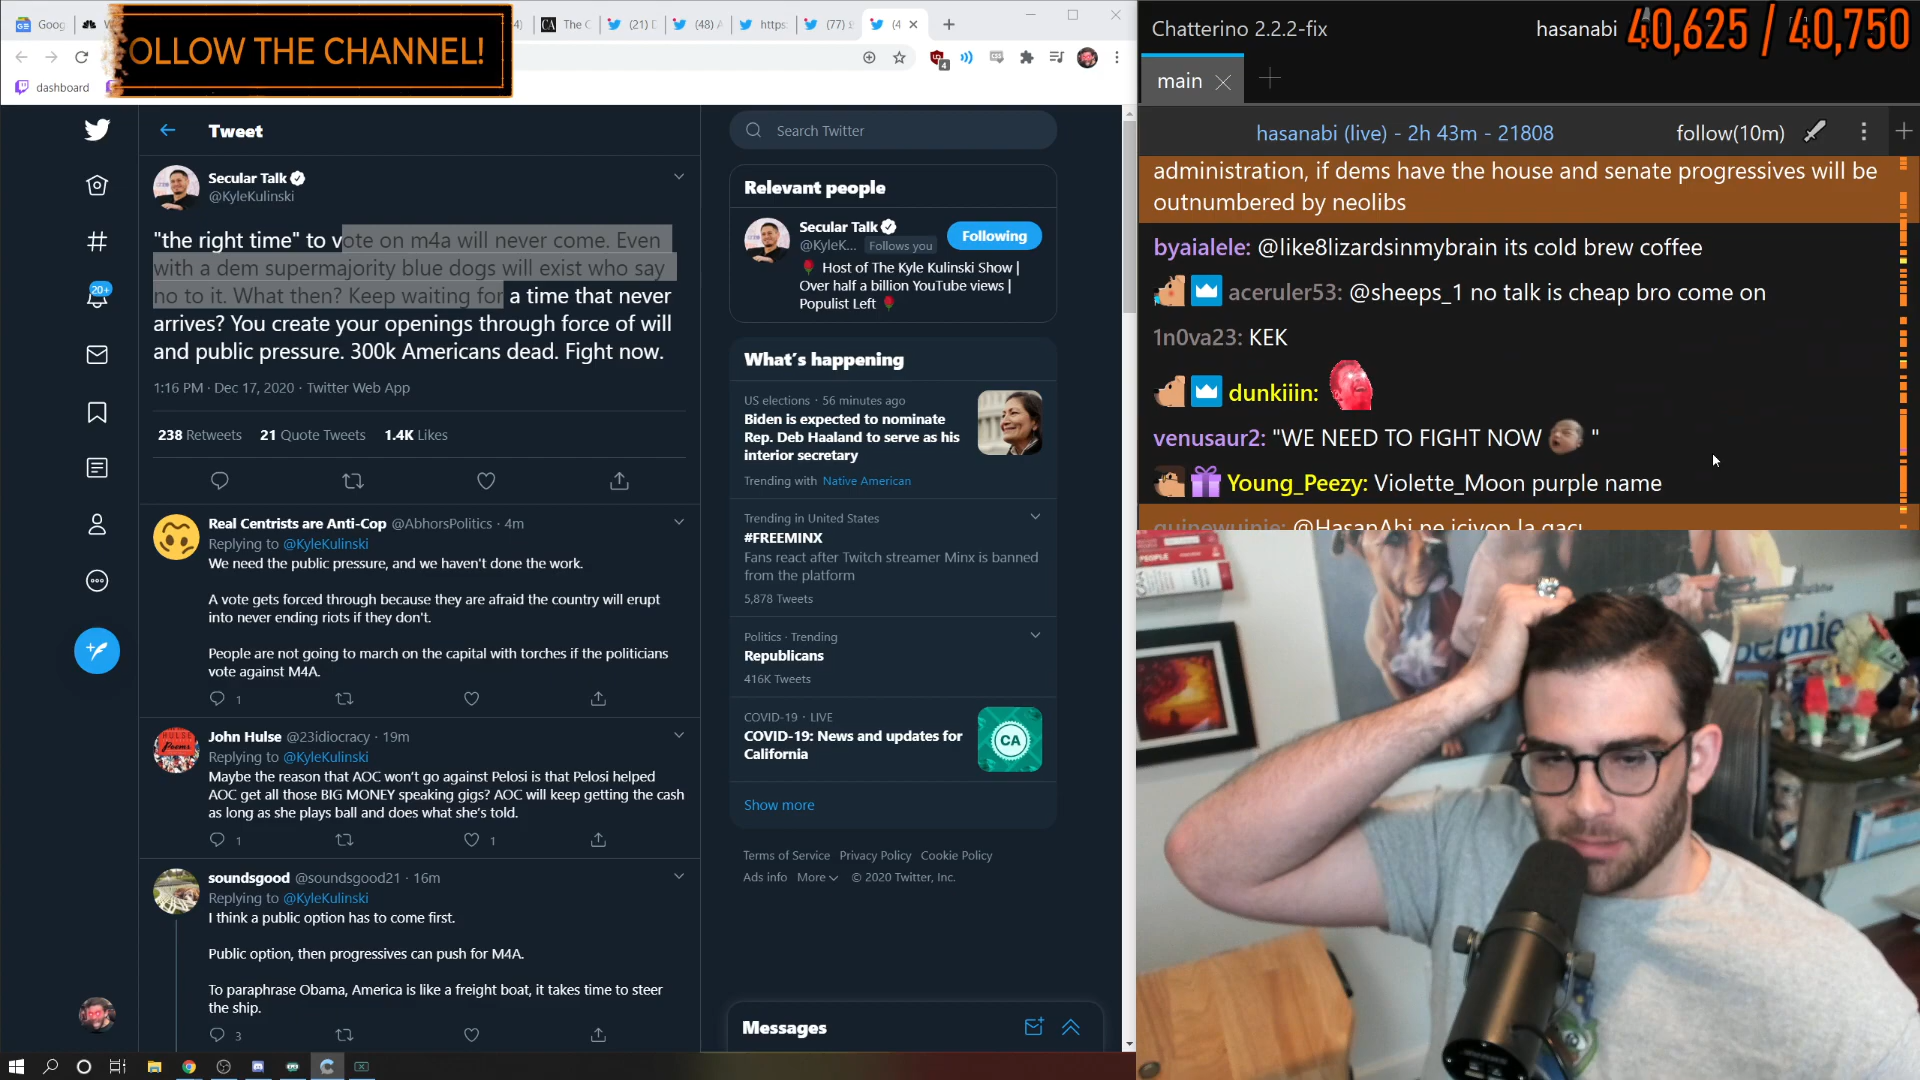 Goog
The C
(21)
(48) A
https:
(77)
(4
OLLOW THE CHANNEL!
4
dashboard
Tweet
Secular Talk
@KyleKulinski
"the right time" to vote on m4a will never come. Even
with a dem supermajority blue dogs will exist who say
no to it. What then? Keep waiting for a time that never
arrives? You create your openings through force of will
and public pressure. 300k Americans dead. Fight now.
1:16 PM · Dec 17, 2020 · Twitter Web App
238 Retweets 21 Quote Tweets 1.4K Likes
20+
Real Centrists are Anti-Cop @AbhorsPolitics · 4m
Replying to @KyleKulinski
We need the public pressure, and we haven't done the work.
A vote gets forced through because they are afraid the country will erupt
into never ending riots if they don't.
People are not going to march on the capital with torches if the politicians
vote against M4A.
1
John Hulse @23idiocracy · 19m
Replying to @KyleKulinski
Maybe the reason that AOC won't go against Pelosi is that Pelosi helped
AOC get all those BIG MONEY speaking gigs? AOC will keep getting the cash
as long as she plays ball and does what she's told.
1 1
soundsgood @soundsgood21 · 16m
Replying to @KyleKulinski
I think a public option has to come first.
Public option, then progressives can push for M4A.
To paraphrase Obama, America is like a freight boat, it takes time to steer
the ship.
3
Search Twitter
Relevant people
Secular Talk
@KyleK... Follows you
Following
Host of The Kyle Kulinski Show |
Over half a billion YouTube views |
Populist Left
What's happening
US elections · 56 minutes ago
Biden is expected to nominate
Rep. Deb Haaland to serve as his
interior secretary
Trending with Native American
Trending in United States
#FREEMINX
Fans react after Twitch streamer Minx is banned
from the platform
5,878 Tweets
Politics · Trending
Republicans
416K Tweets
COVID-19 · LIVE
COVID-19: News and updates for
California
CA
Show more
Terms of Service Privacy Policy Cookie Policy
Ads info More © 2020 Twitter, Inc.
Messages
Chatterino 2.2.2-fix
hasanabi
40,625 / 40,750
main
hasanabi (live) - 2h 43m - 21808
follow(10m)
administration, if dems have the house and senate progressives will be
outnumbered by neolibs
byaialele: @like8lizardsinmybrain its cold brew coffee
aceruler53: @sheeps_1 no talk is cheap bro come on
1n0va23: KEK
dunkiiin:
venusaur2: "WE NEED TO FIGHT NOW "
Young_Peezy: Violette_Moon purple name
@HasanAbi ne
PEOPLE
Bernie